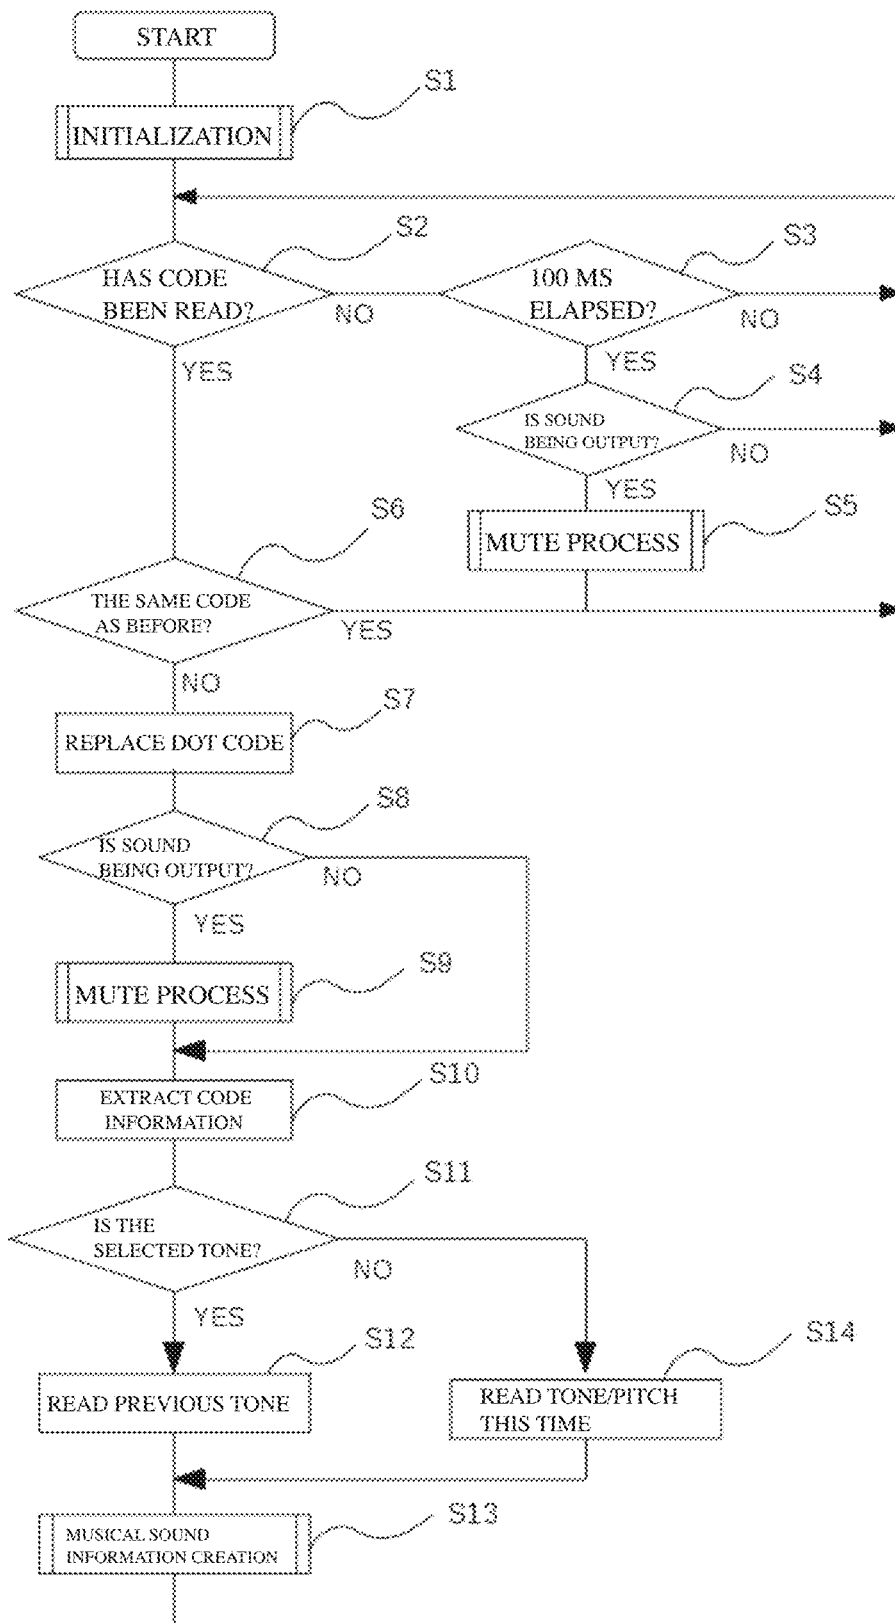 START
S1
INITIALIZATION
S2
HAS CODE
BEEN READ?
NO
YES
S3
100 MS
ELAPSED?
NO
YES
S4
IS SOUND
BEING OUTPUT?
NO
YES
S5
MUTE PROCESS
S6
THE SAME CODE
AS BEFORE?
YES
NO
S7
REPLACE DOT CODE
S8
IS SOUND
BEING OUTPUT?
NO
YES
S9
MUTE PROCESS
S10
EXTRACT CODE
INFORMATION
S11
IS THE
SELECTED TONE?
NO
YES
S12
READ PREVIOUS TONE
S14
READ TONE/PITCH
THIS TIME
S13
MUSICAL SOUND
INFORMATION CREATION